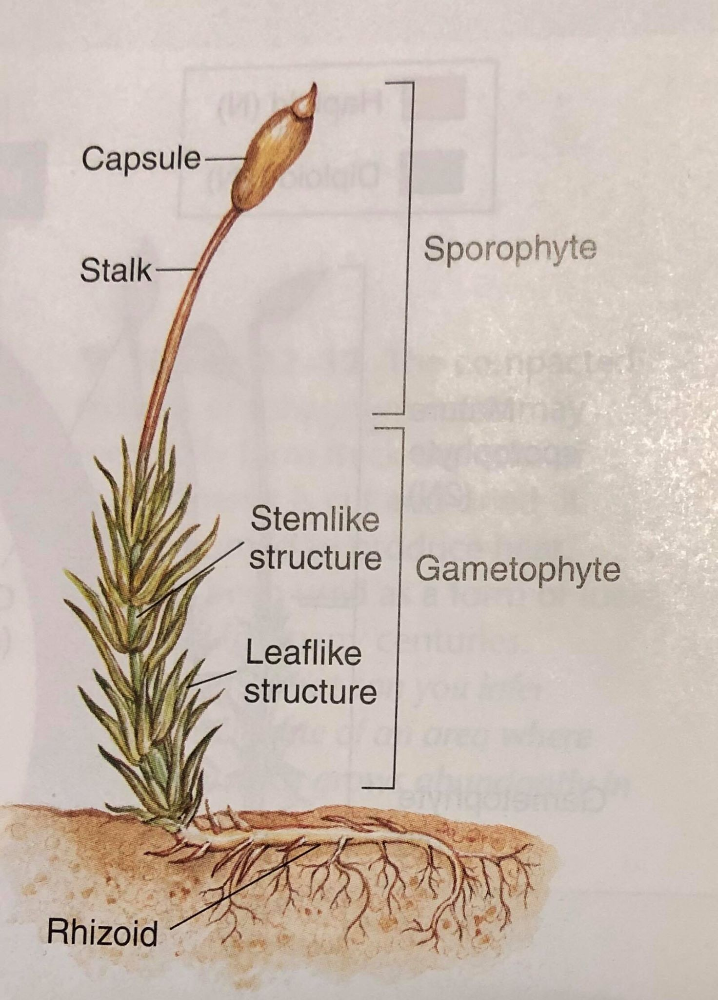 Capsule
Stalk
Sporophyte
Stemlike
structure
Gametophyte
Leaflike
structure
Rhizoid